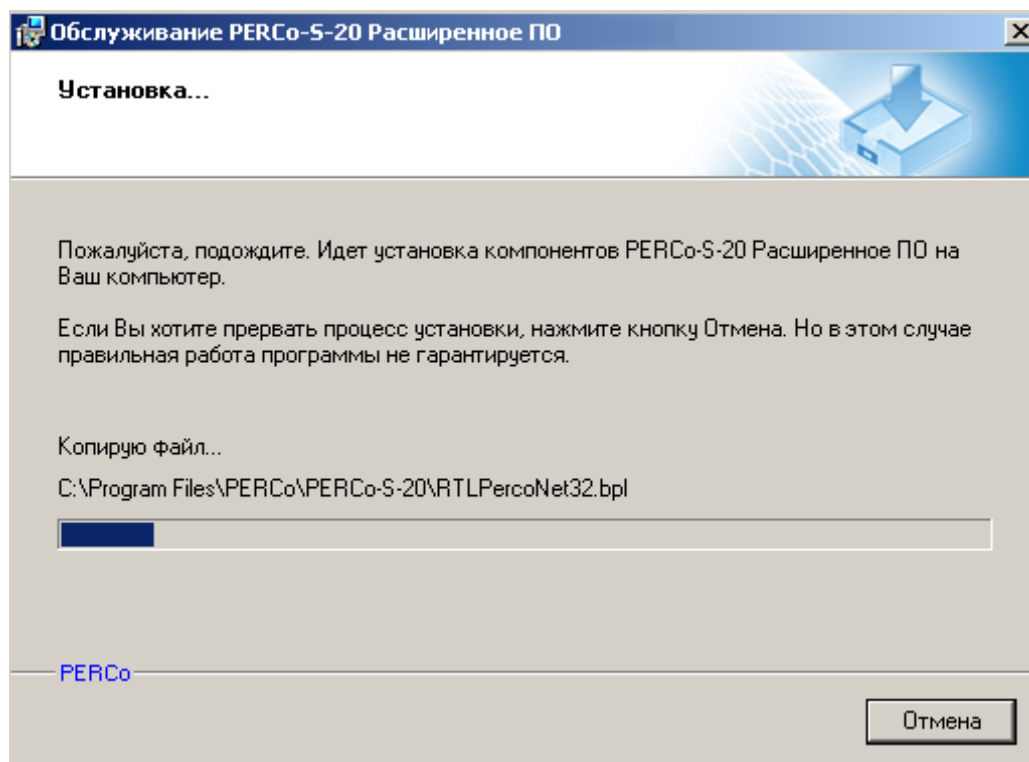 Обслуживание PERCo-S-20 Расширенное ПО
Установка...
Пожалуйста, подождите. Идет установка компонентов PERCo-S-20 Расширенное ПО на
Ваш компьютер.
Если Вы хотите прервать процесс установки, нажмите кнопку Отмена. Но в этом случае
правильная работа программы не гарантируется.
Копирую файл...
C:\Program Files\PERCo\PERCo-S-20\RTLPercoNet32.bpl
PERCo
Отмена